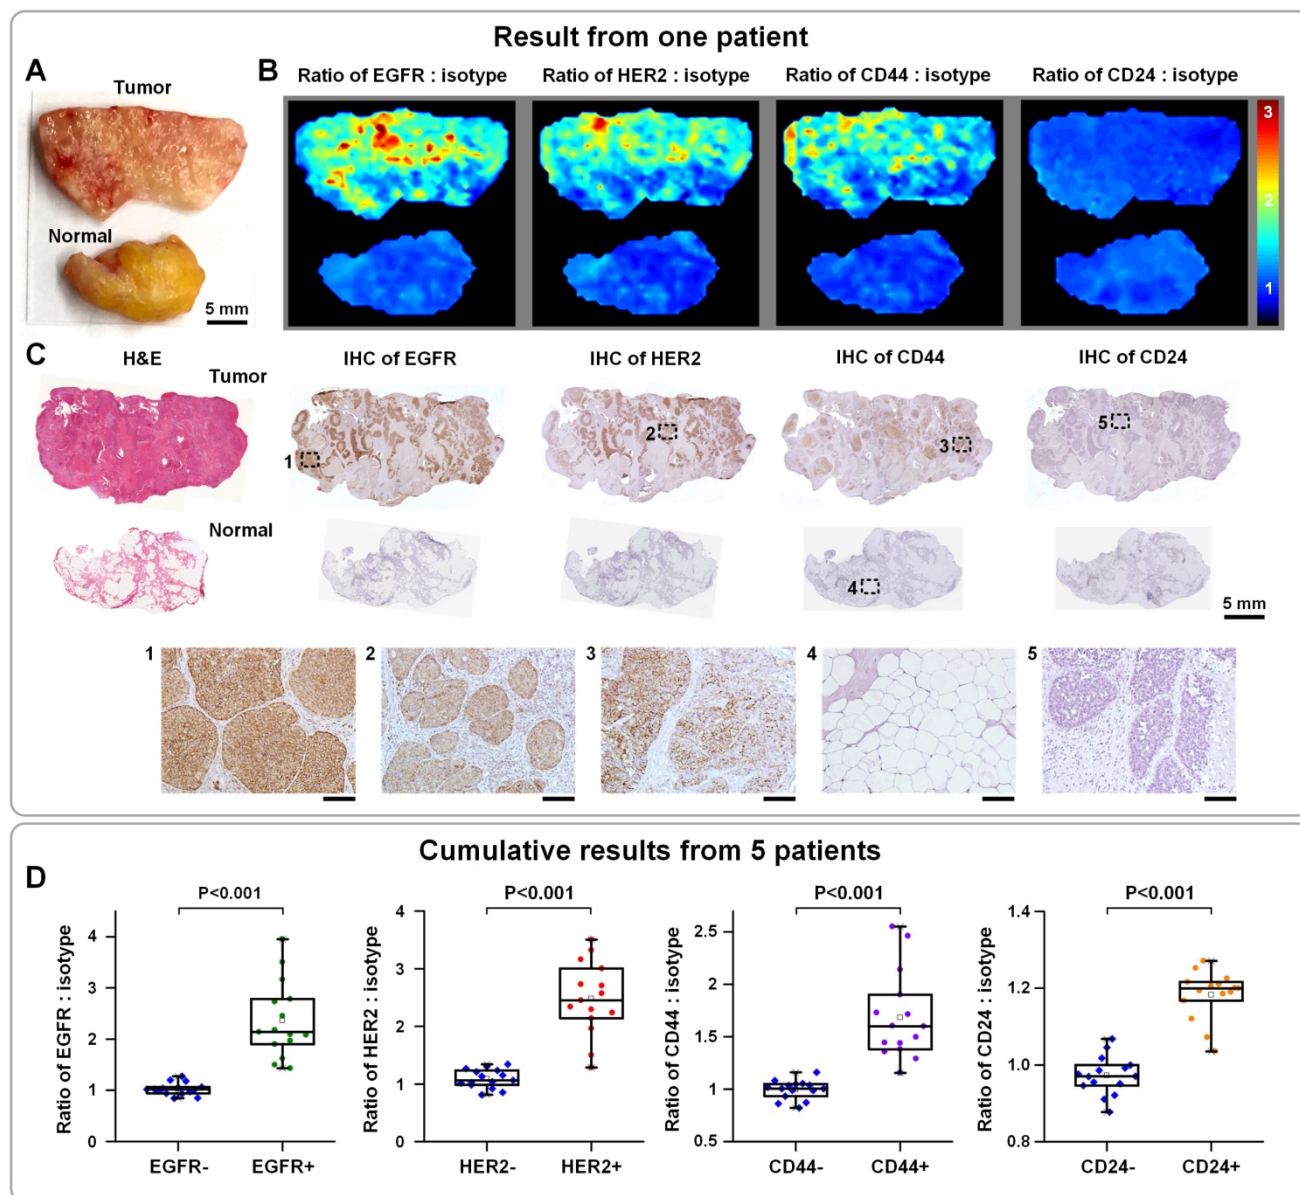 Result from one patient
A
Tumor
Normal
5 mm
B
Ratio of EGFR : isotype
Ratio of HER2 : isotype
Ratio of CD44 : isotype
Ratio of CD24 : isotype
3
2
1
C
H&E
IHC of EGFR
IHC of HER2
IHC of CD44
IHC of CD24
Tumor
1
2
3
5
Normal
4
5 mm
1
2
3
4
5
Cumulative results from 5 patients
D
P<0.001
Ratio of EGFR : isotype
4
3
2
1
0
EGFR-
EGFR+
P<0.001
Ratio of HER2 : isotype
4
3
2
1
0
HER2-
HER2+
P<0.001
Ratio of CD44 : isotype
2.5
2
1.5
1
0.5
CD44-
CD44+
P<0.001
Ratio of CD24 : isotype
1.4
1.2
1.0
0.8
CD24-
CD24+